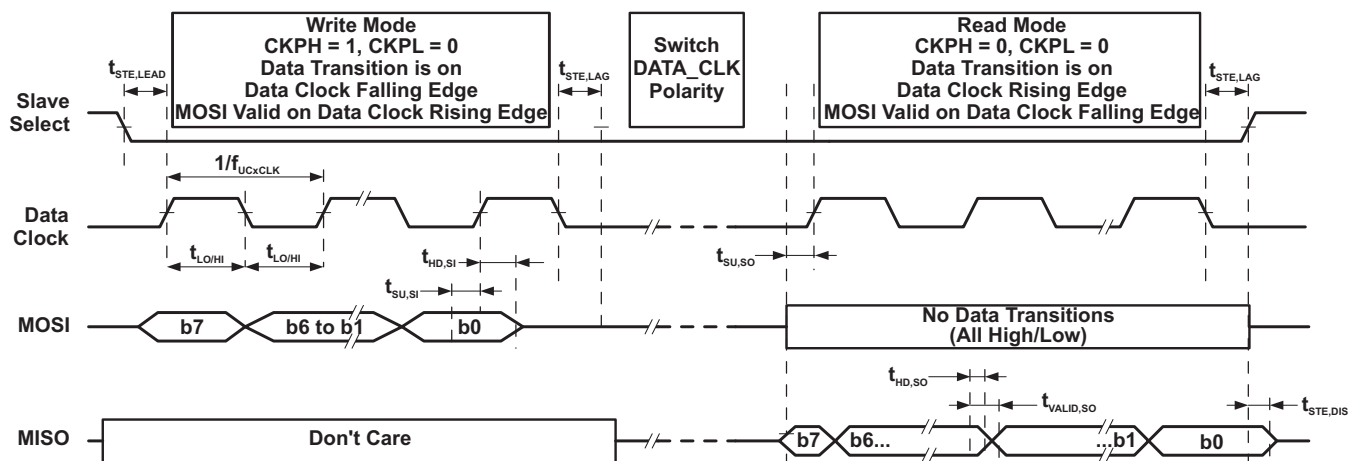 Write Mode
CKPH = 1, CKPL = 0
Data Transition is on
Data Clock Falling Edge
MOSI Valid on Data Clock Rising Edge
Switch
DATA_CLK
Polarity
Read Mode
CKPH = 0, CKPL = 0
Data Transition is on
Data Clock Rising Edge
MOSI Valid on Data Clock Falling Edge
tSTE,LEAD
tSTE,LAG
tSTE,LAG
Slave
Select
1/fUCxCLK
Data
Clock
tLO/HI
tLO/HI
tHD,SI
tSU,SI
tSU,SO
MOSI
b7
b6 to b1
b0
No Data Transitions
(All High/Low)
tHD,SO
tVALID,SO
tSTE,DIS
MISO
Don't Care
b7
b6...
...b1
b0